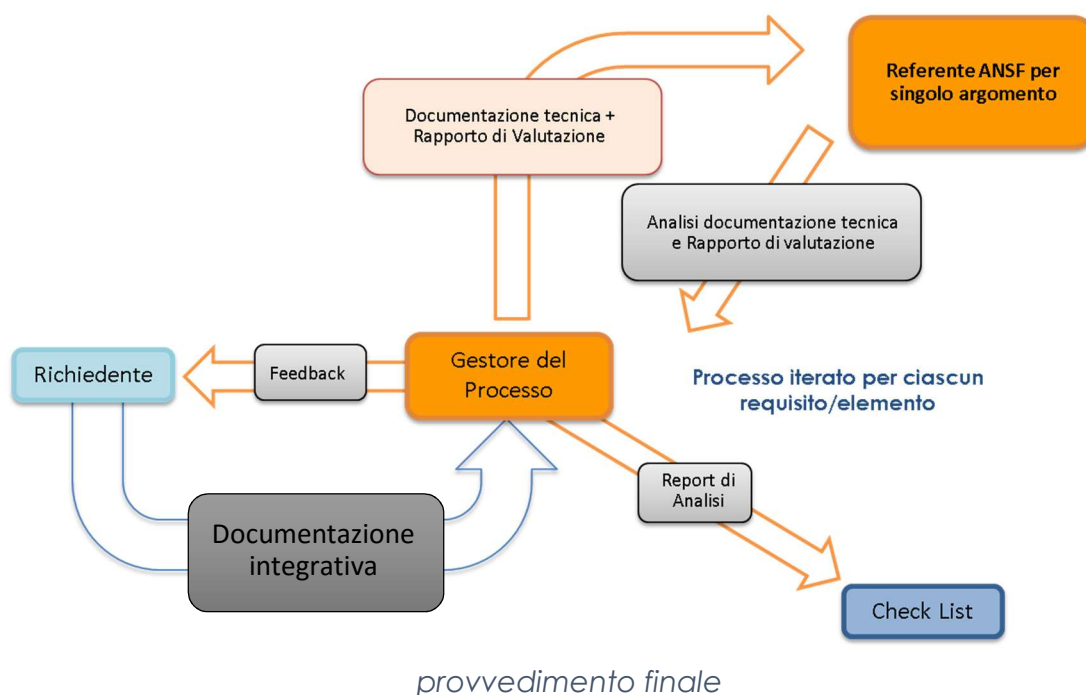 Referente ANSF per
singolo argomento
Documentazione tecnica +
Rapporto di Valutazione
Analisi documentazione tecnica
e Rapporto di valutazione
Richiedente
Feedback
Gestore del
Processo
Processo iterato per ciascun
requisito/elemento
Report di
Analisi
Documentazione
integrativa
Check List
provvedimento finale